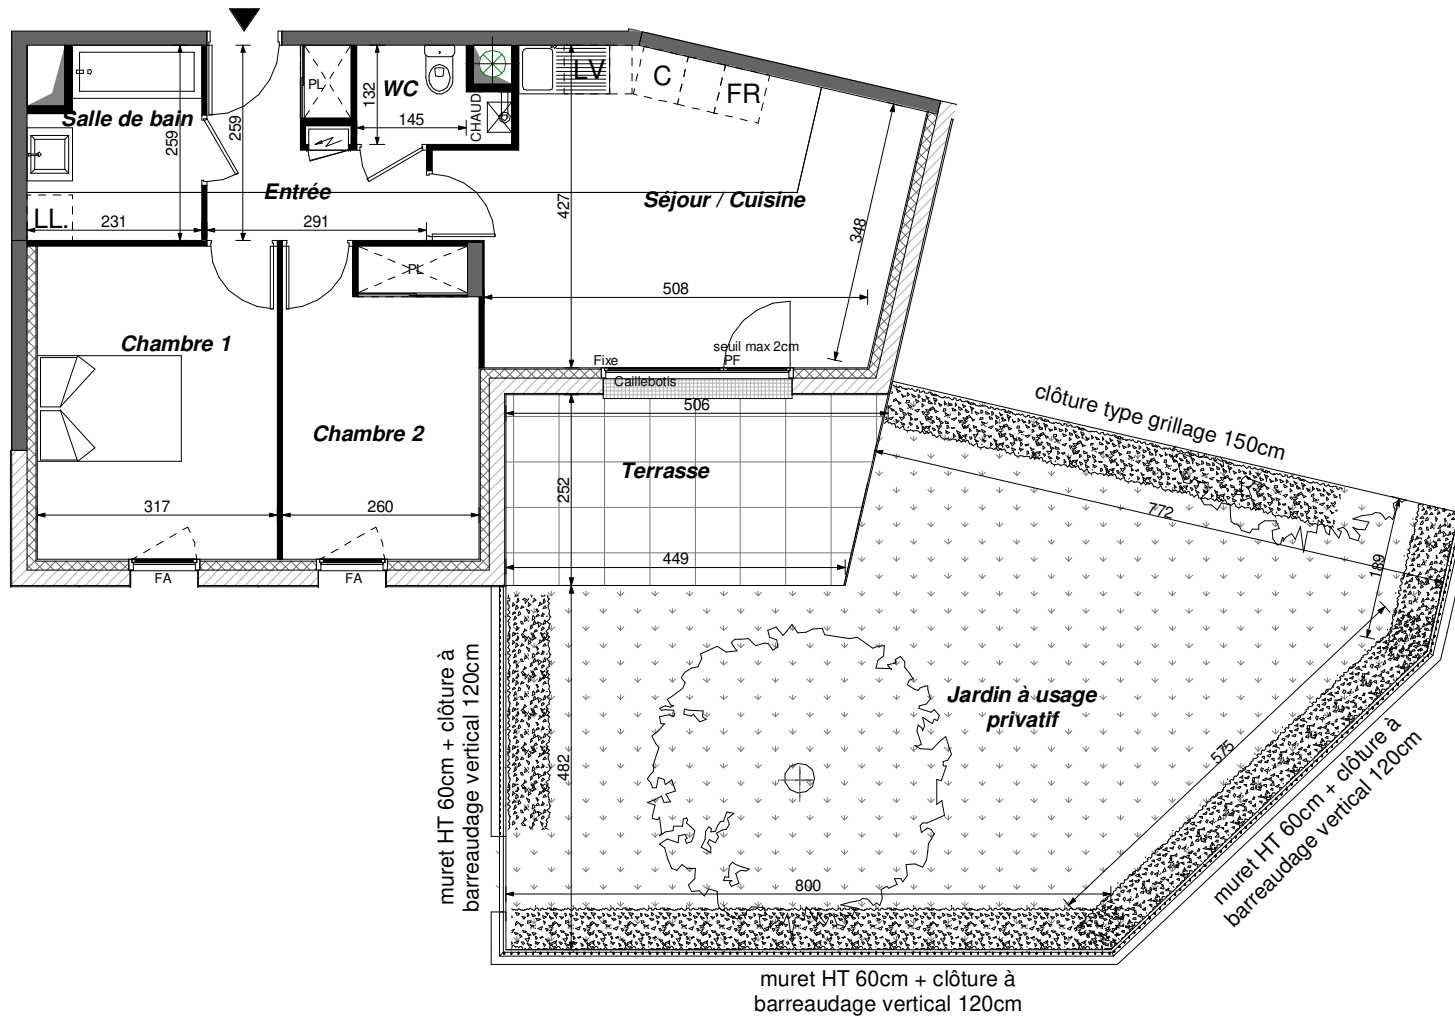 PL
WC
LV
C
FR
132
145
CHAUD
Salle de bain
259
259
Entrée
Séjour / Cuisine
427
348
LL.
231
291
PL
508
Chambre 1
seuil max 2cm
Fixe
PF
Caillebotis
506
clôture type grillage 150cm
Chambre 2
Terrasse
252
317
260
772
449
189
FA
FA
muret HT 60cm + clôture à
barreaudage vertical 120cm
Jardin à usage
privatif
482
575
muret HT 60cm + clôture à
barreaudage vertical 120cm
800
muret HT 60cm + clôture à
barreaudage vertical 120cm